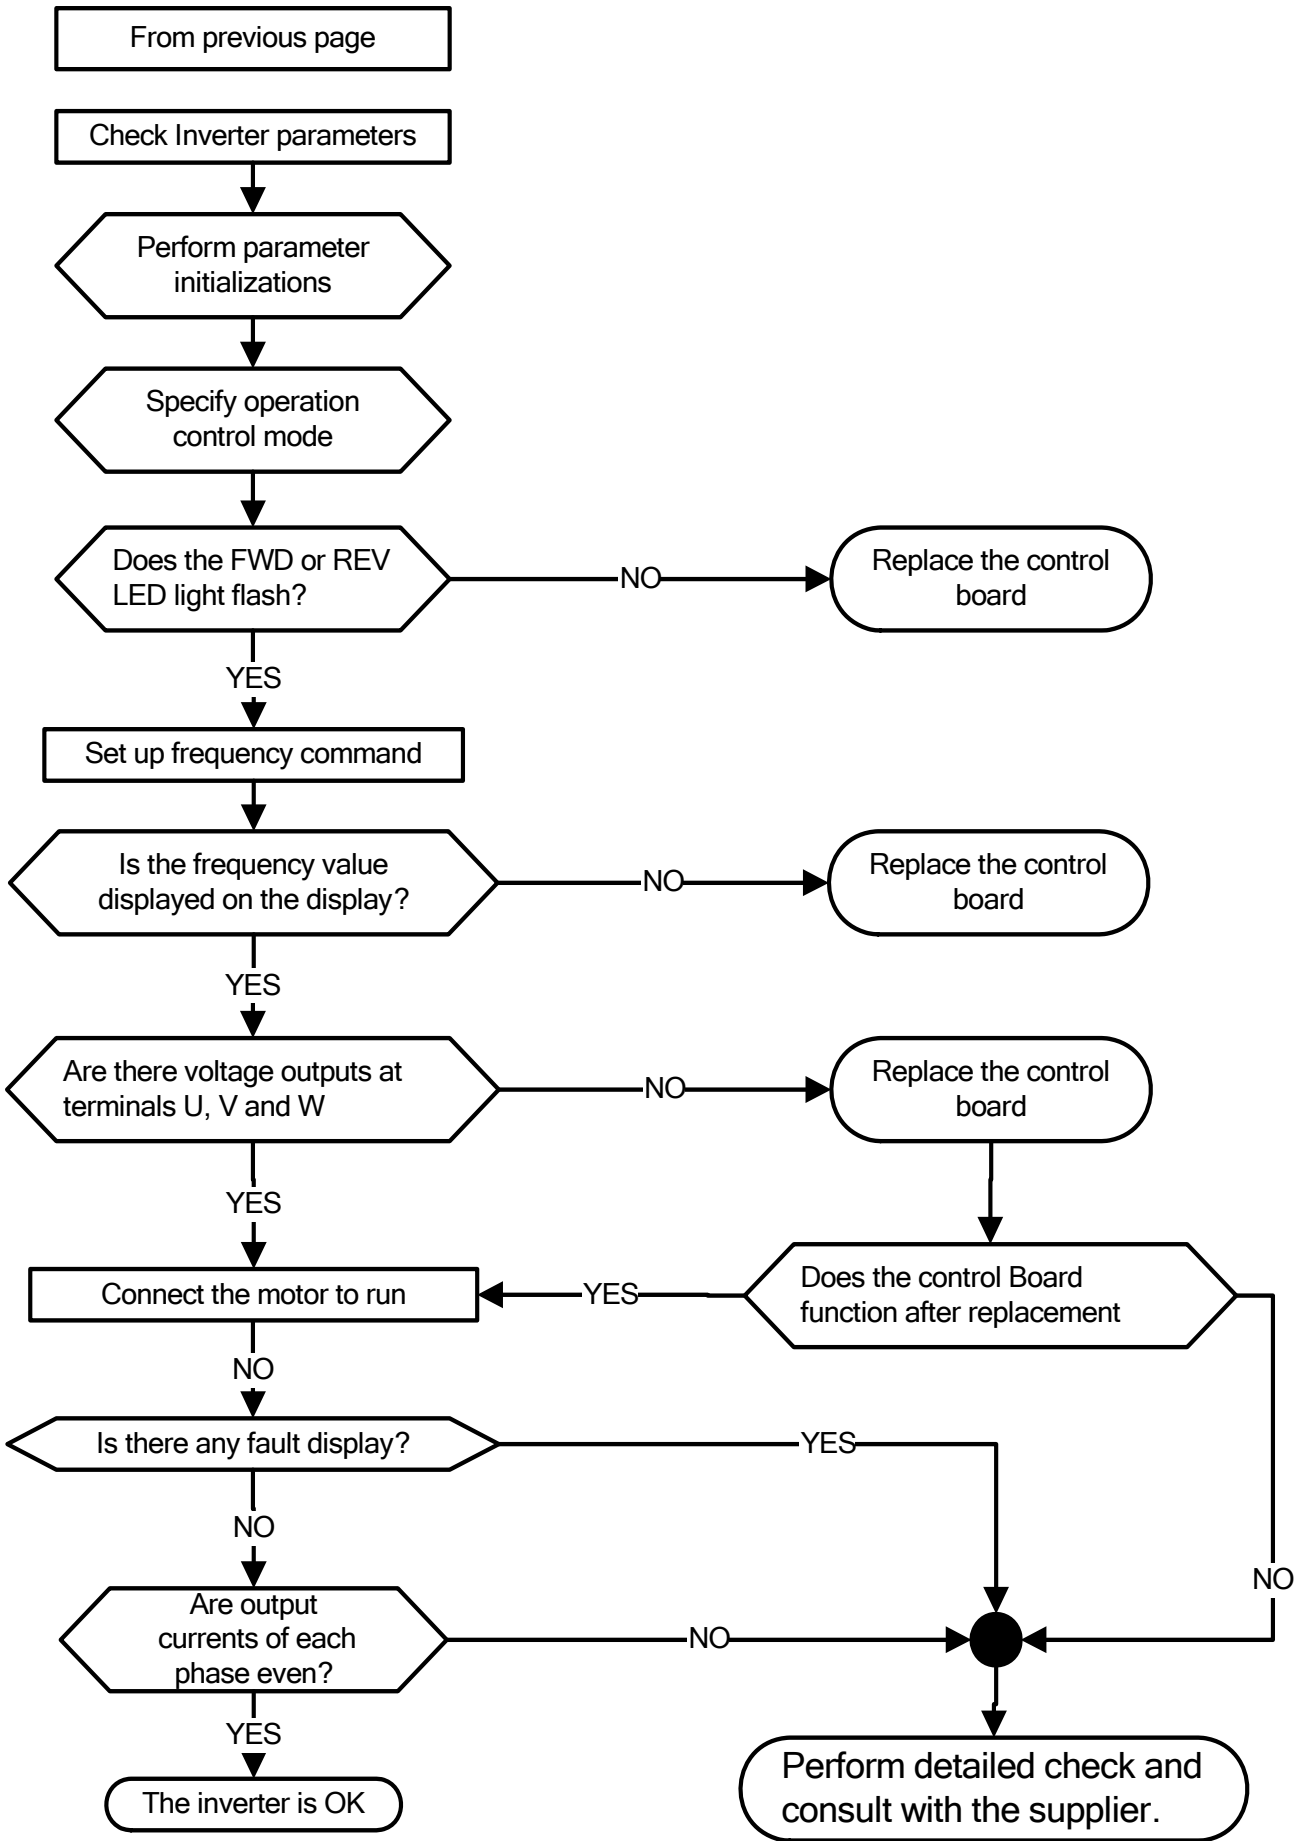 From previous page
Check Inverter parameters
Perform parameter
initializations
Specify operation
control mode
Does the FWD or REV
LED light flash?
NO
Replace the control
board
YES
Set up frequency command
Is the frequency value
displayed on the display?
NO
Replace the control
board
YES
Are there voltage outputs at
terminals U, V and W
NO
Replace the control
board
YES
Connect the motor to run
YES
Does the control Board
function after replacement
NO
Is there any fault display?
YES
NO
NO
Are output
currents of each
phase even?
NO
YES
The inverter is OK
Perform detailed check and
consult with the supplier.